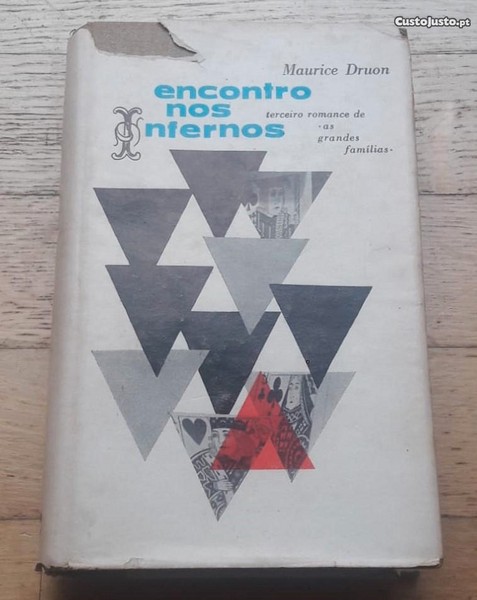 CustoJusto.pt
Maurice Druon
encontro
nos
infernos
terceiro romance de
«as
grandes
famílias»